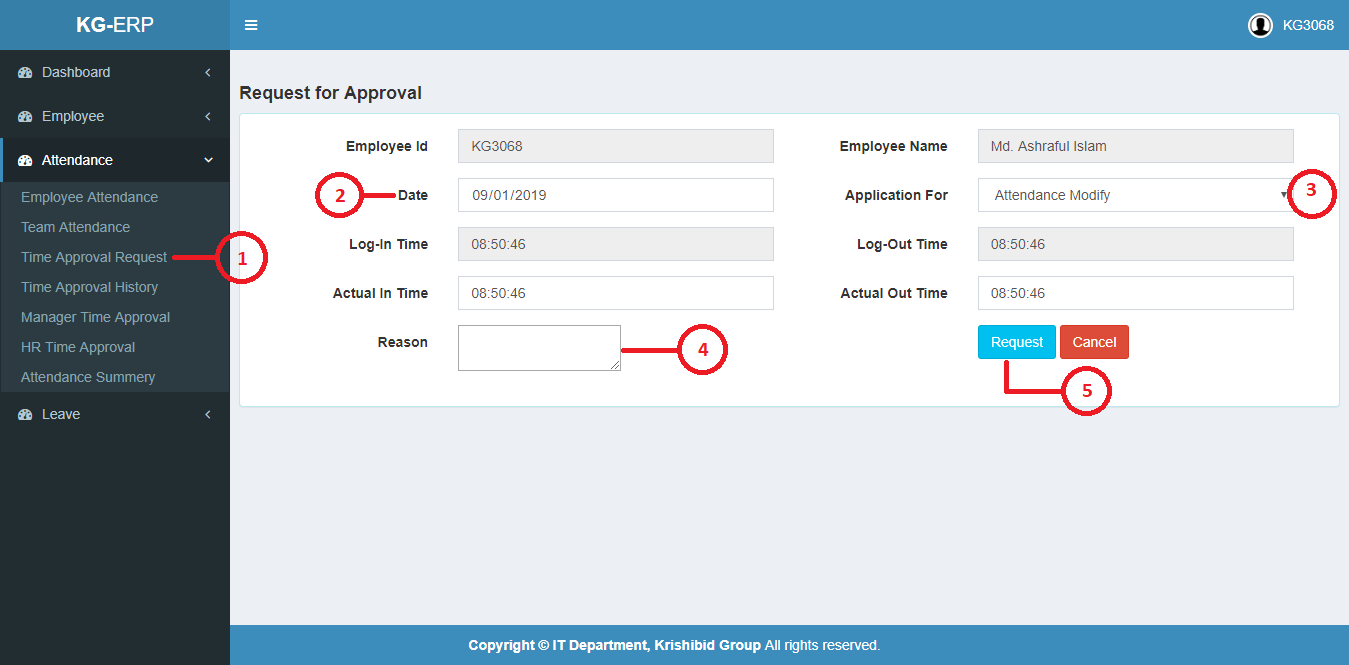 KG-ERP
KG3068
Dashboard
Employee
Attendance
Employee Attendance
Team Attendance
Time Approval Request
Time Approval History
Manager Time Approval
HR Time Approval
Attendance Summery
Leave
1
Request for Approval
Employee Id KG3068 Employee Name Md. Ashraful Islam
2 Date 09/01/2019 Application For Attendance Modify 3
Log-In Time 08:50:46 Log-Out Time 08:50:46
Actual In Time 08:50:46 Actual Out Time 08:50:46
Reason 4 Request Cancel
5
Copyright © IT Department, Krishibid Group All rights reserved.